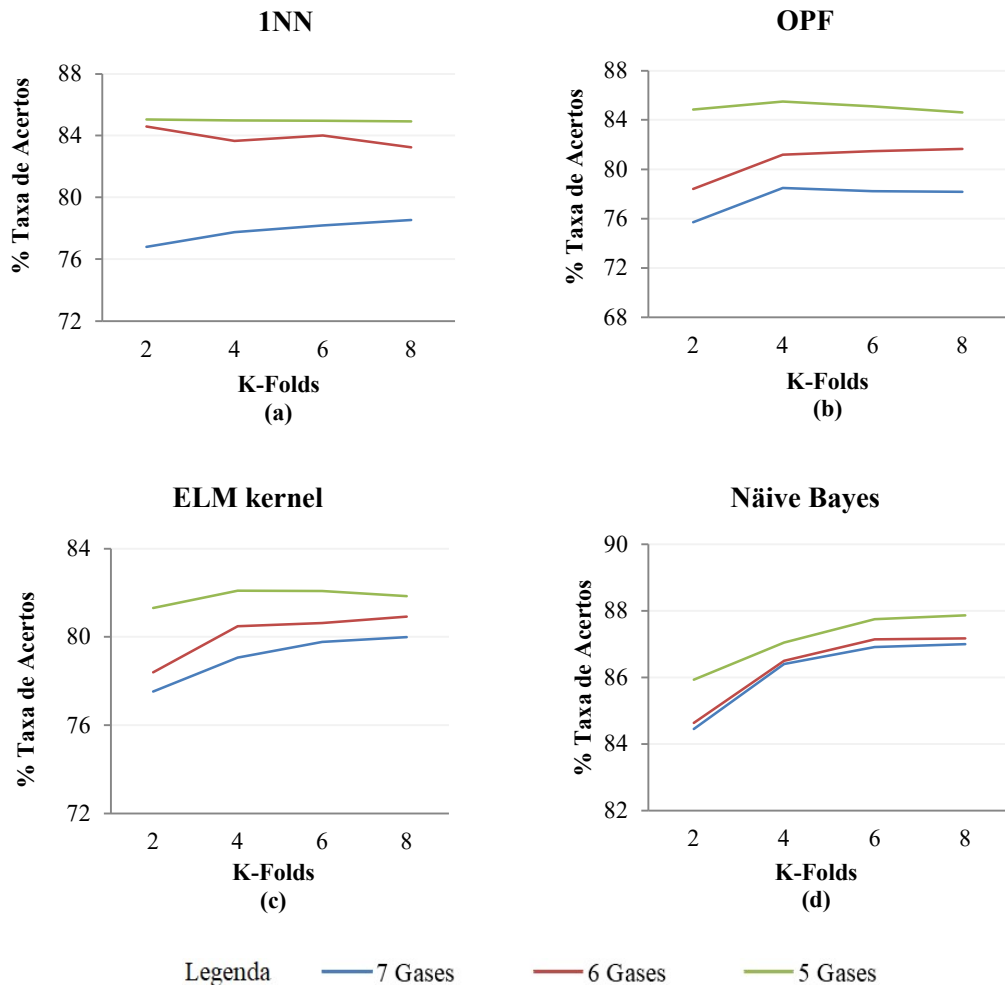 1NN
% Taxa de Acertos
88
84
80
76
72
2 4 6 8
K-Folds
(a)
OPF
% Taxa de Acertos
88
84
80
76
72
68
2 4 6 8
K-Folds
(b)
ELM kernel
% Taxa de Acertos
84
80
76
72
2 4 6 8
K-Folds
(c)
Näive Bayes
% Taxa de Acertos
90
88
86
84
82
2 4 6 8
K-Folds
(d)
Legenda 7 Gases 6 Gases 5 Gases